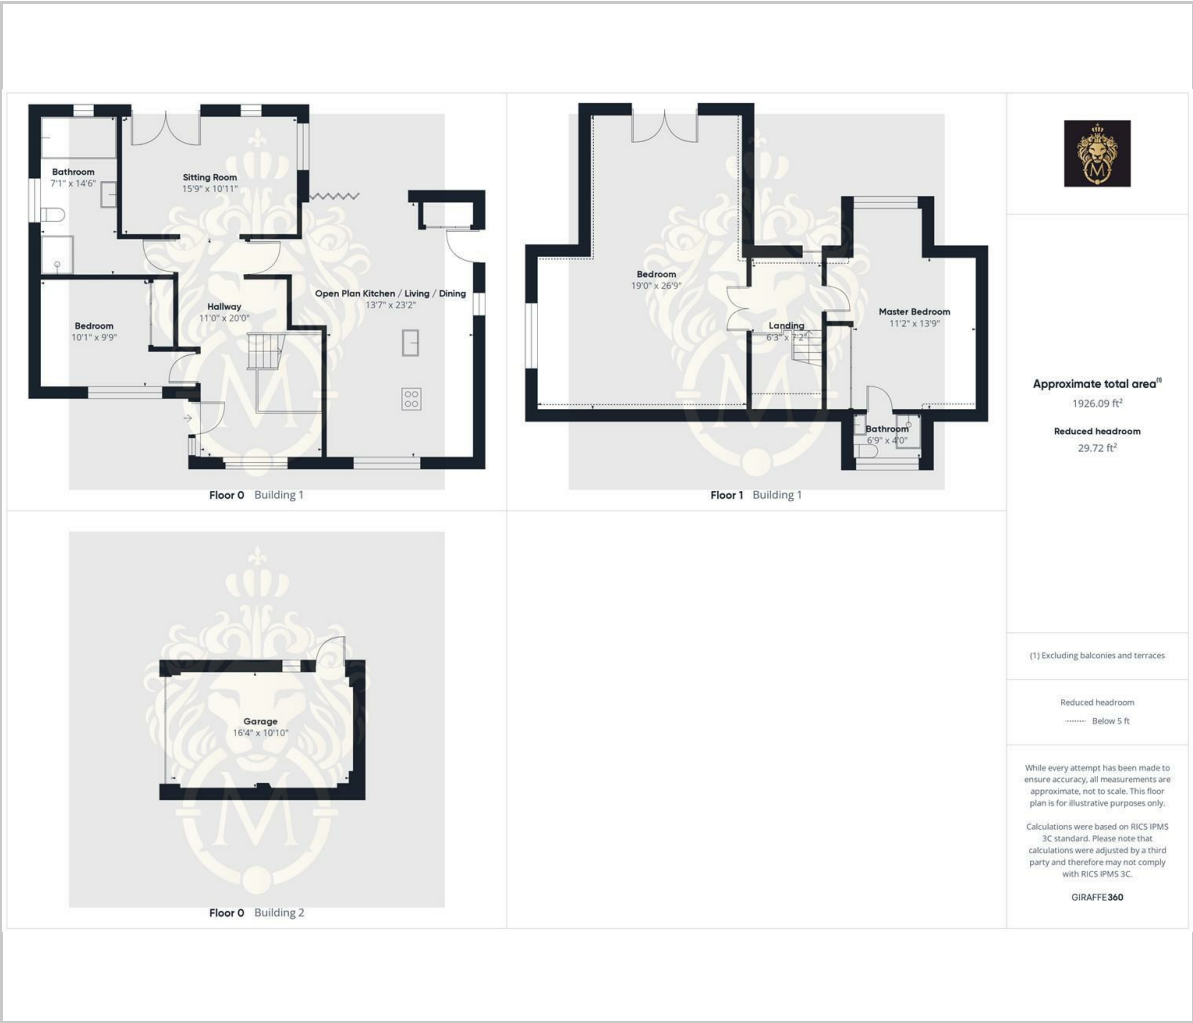 Bathroom
7'1" x 14'6"
Sitting Room
15'9" x 10'11"
Open Plan Kitchen / Living / Dining
13'7" x 23'2"
Hallway
11'0" x 20'0"
Bedroom
10'1" x 9'9"
Floor 0 Building 1
Bedroom
19'0" x 26'9"
Landing
6'3" x 7'2"
Master Bedroom
11'2" x 13'9"
Bathroom
6'9" x 4'0"
Floor 1 Building 1
Garage
16'4" x 10'10"
Floor 0 Building 2
M
Approximate total area(1)
1926.09 ft²
Reduced headroom
29.72 ft²
(1) Excluding balconies and terraces
Reduced headroom
Below 5 ft
While every attempt has been made to
ensure accuracy, all measurements are
approximate, not to scale. This floor
plan is for illustrative purposes only.
Calculations were based on RICS IPMS
3C standard. Please note that
calculations were adjusted by a third
party and therefore may not comply
with RICS IPMS 3C.
GIRAFFE360